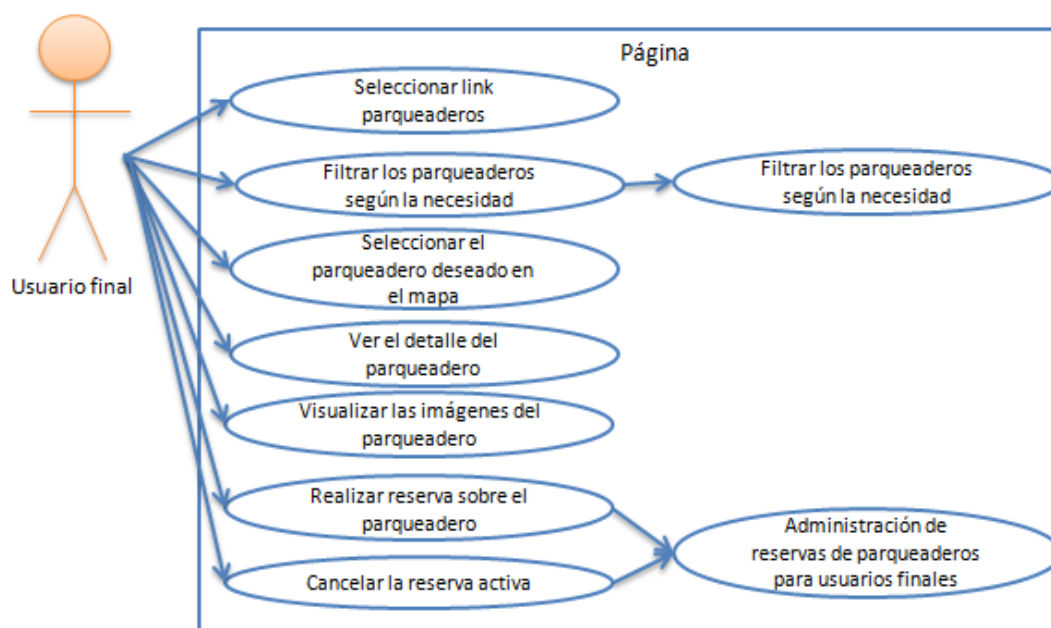 Página
Seleccionar link
parqueaderos
Filtrar los parqueaderos
según la necesidad
Filtrar los parqueaderos
según la necesidad
Seleccionar el
parqueadero deseado en
el mapa
Usuario final
Ver el detalle del
parqueadero
Visualizar las imágenes del
parqueadero
Realizar reserva sobre el
parqueadero
Administración de
reservas de parqueaderos
para usuarios finales
Cancelar la reserva activa